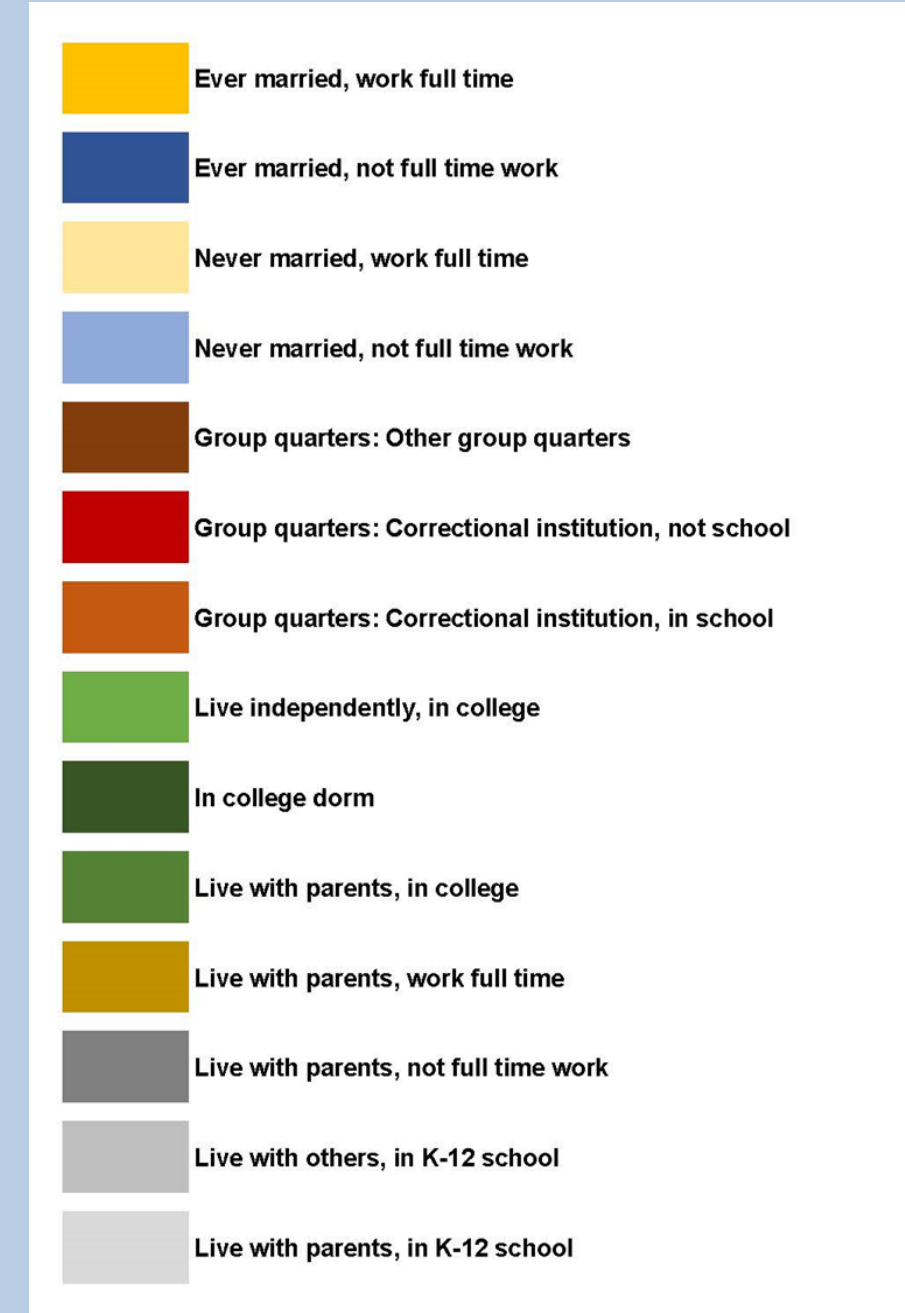 Ever married, work full time
Ever married, not full time work
Never married, work full time
Never married, not full time work
Group quarters: Other group quarters
Group quarters: Correctional institution, not school
Group quarters: Correctional institution, in school
Live independently, in college
In college dorm
Live with parents, in college
Live with parents, work full time
Live with parents, not full time work
Live with others, in K-12 school
Live with parents, in K-12 school